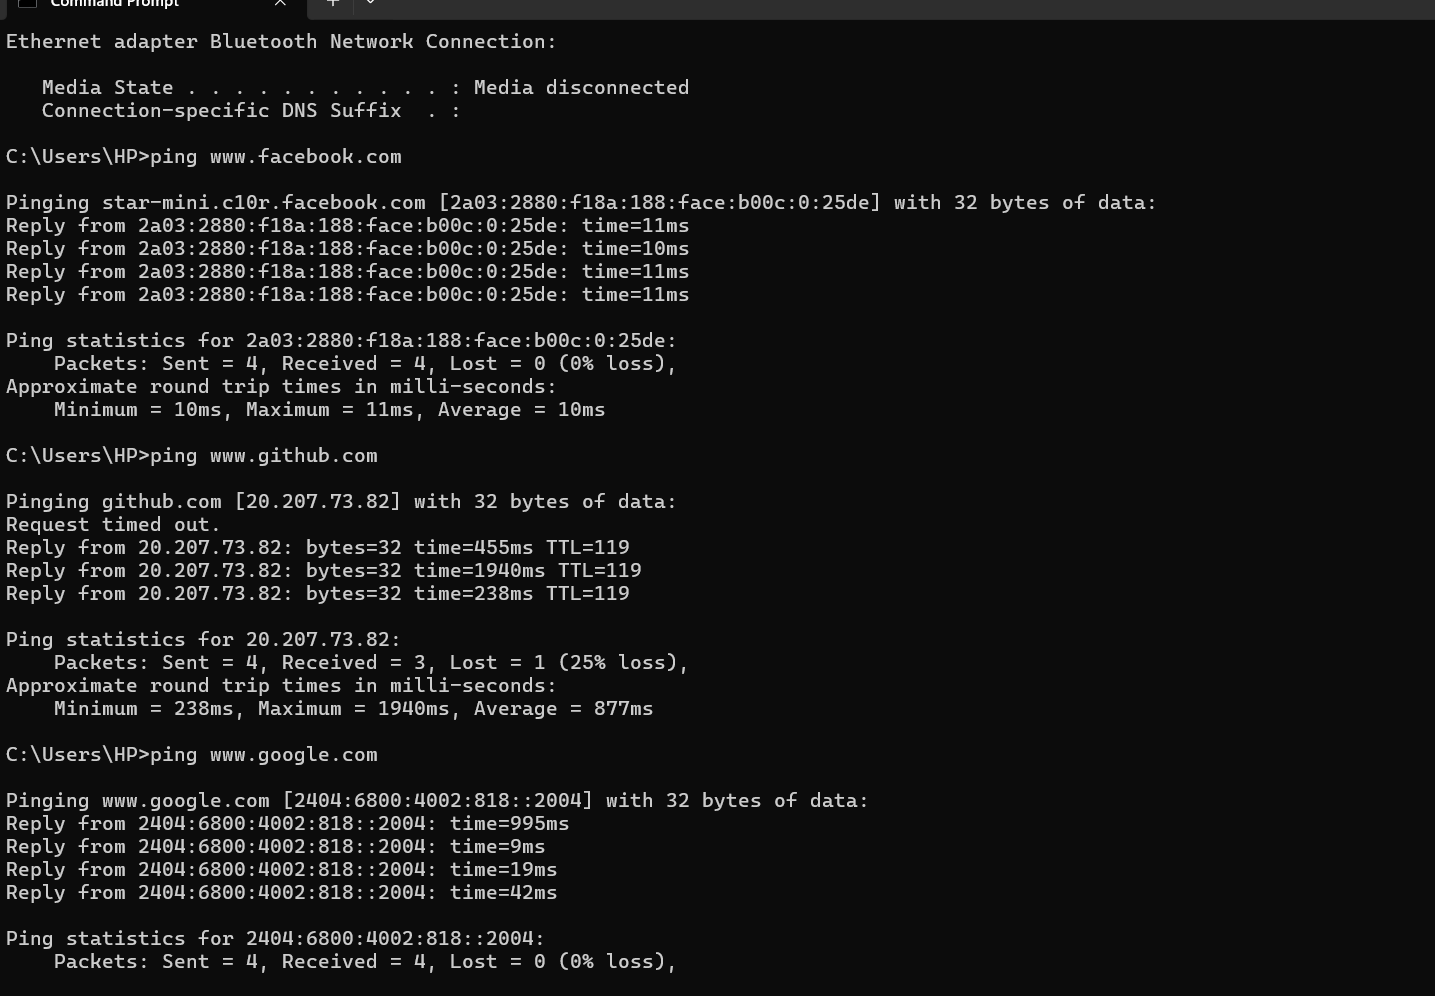 Command Prompt
Ethernet adapter Bluetooth Network Connection:
   Media State . . . . . . . . . . . : Media disconnected
   Connection-specific DNS Suffix  . :
C:\Users\HP>ping www.facebook.com
Pinging star-mini.c10r.facebook.com [2a03:2880:f18a:188:face:b00c:0:25de] with 32 bytes of data:
Reply from 2a03:2880:f18a:188:face:b00c:0:25de: time=11ms
Reply from 2a03:2880:f18a:188:face:b00c:0:25de: time=10ms
Reply from 2a03:2880:f18a:188:face:b00c:0:25de: time=11ms
Reply from 2a03:2880:f18a:188:face:b00c:0:25de: time=11ms
Ping statistics for 2a03:2880:f18a:188:face:b00c:0:25de:
    Packets: Sent = 4, Received = 4, Lost = 0 (0% loss),
Approximate round trip times in milli-seconds:
    Minimum = 10ms, Maximum = 11ms, Average = 10ms
C:\Users\HP>ping www.github.com
Pinging github.com [20.207.73.82] with 32 bytes of data:
Request timed out.
Reply from 20.207.73.82: bytes=32 time=455ms TTL=119
Reply from 20.207.73.82: bytes=32 time=1940ms TTL=119
Reply from 20.207.73.82: bytes=32 time=238ms TTL=119
Ping statistics for 20.207.73.82:
    Packets: Sent = 4, Received = 3, Lost = 1 (25% loss),
Approximate round trip times in milli-seconds:
    Minimum = 238ms, Maximum = 1940ms, Average = 877ms
C:\Users\HP>ping www.google.com
Pinging www.google.com [2404:6800:4002:818::2004] with 32 bytes of data:
Reply from 2404:6800:4002:818::2004: time=995ms
Reply from 2404:6800:4002:818::2004: time=9ms
Reply from 2404:6800:4002:818::2004: time=19ms
Reply from 2404:6800:4002:818::2004: time=42ms
Ping statistics for 2404:6800:4002:818::2004:
    Packets: Sent = 4, Received = 4, Lost = 0 (0% loss),